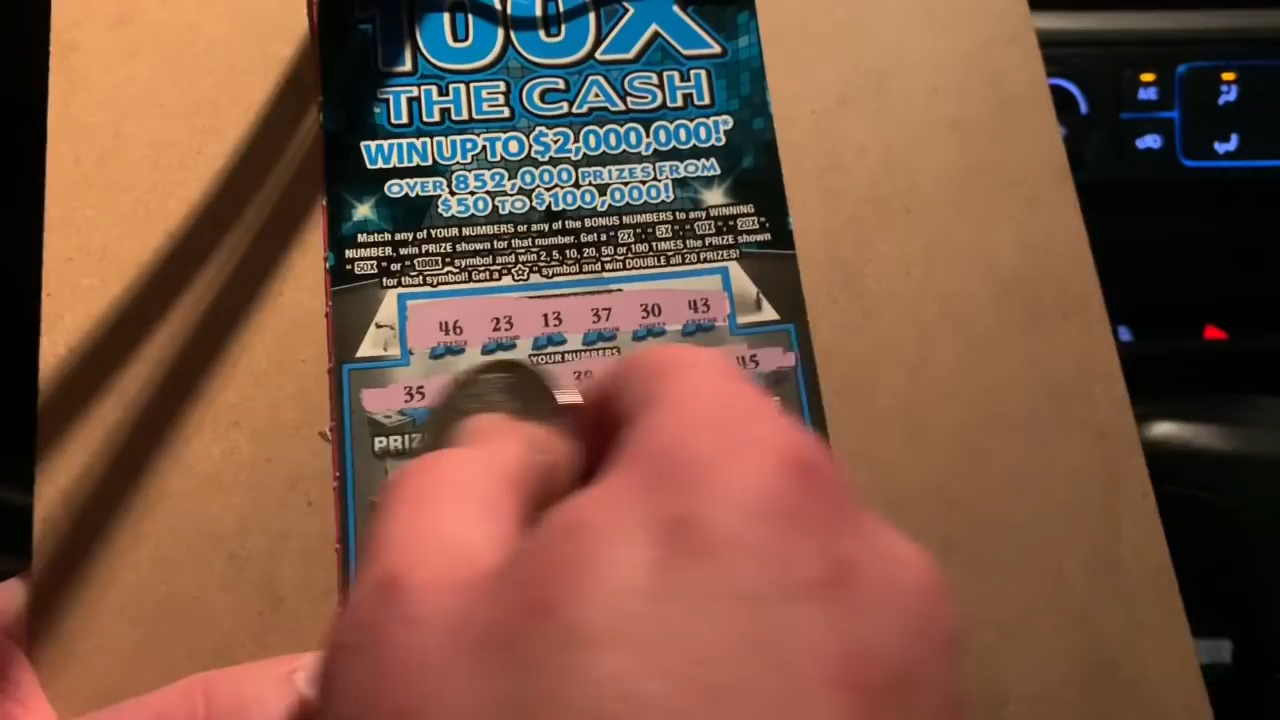 100X
THE CASH
WIN UP TO $2,000,000!*
OVER 852,000 PRIZES FROM
$50 TO $100,000!
Match any of YOUR NUMBERS or any of the BONUS NUMBERS to any WINNING
NUMBER, win PRIZE shown for that number. Get a "2X", "5X", "10X", "20X",
"50X" or "100X" symbol and win 2, 5, 10, 20, 50 or 100 TIMES the PRIZE shown
for that symbol! Get a "☆" symbol and win DOUBLE all 20 PRIZES!
46 23 13 37 30 43
YOUR NUMBERS
35 45
A/C